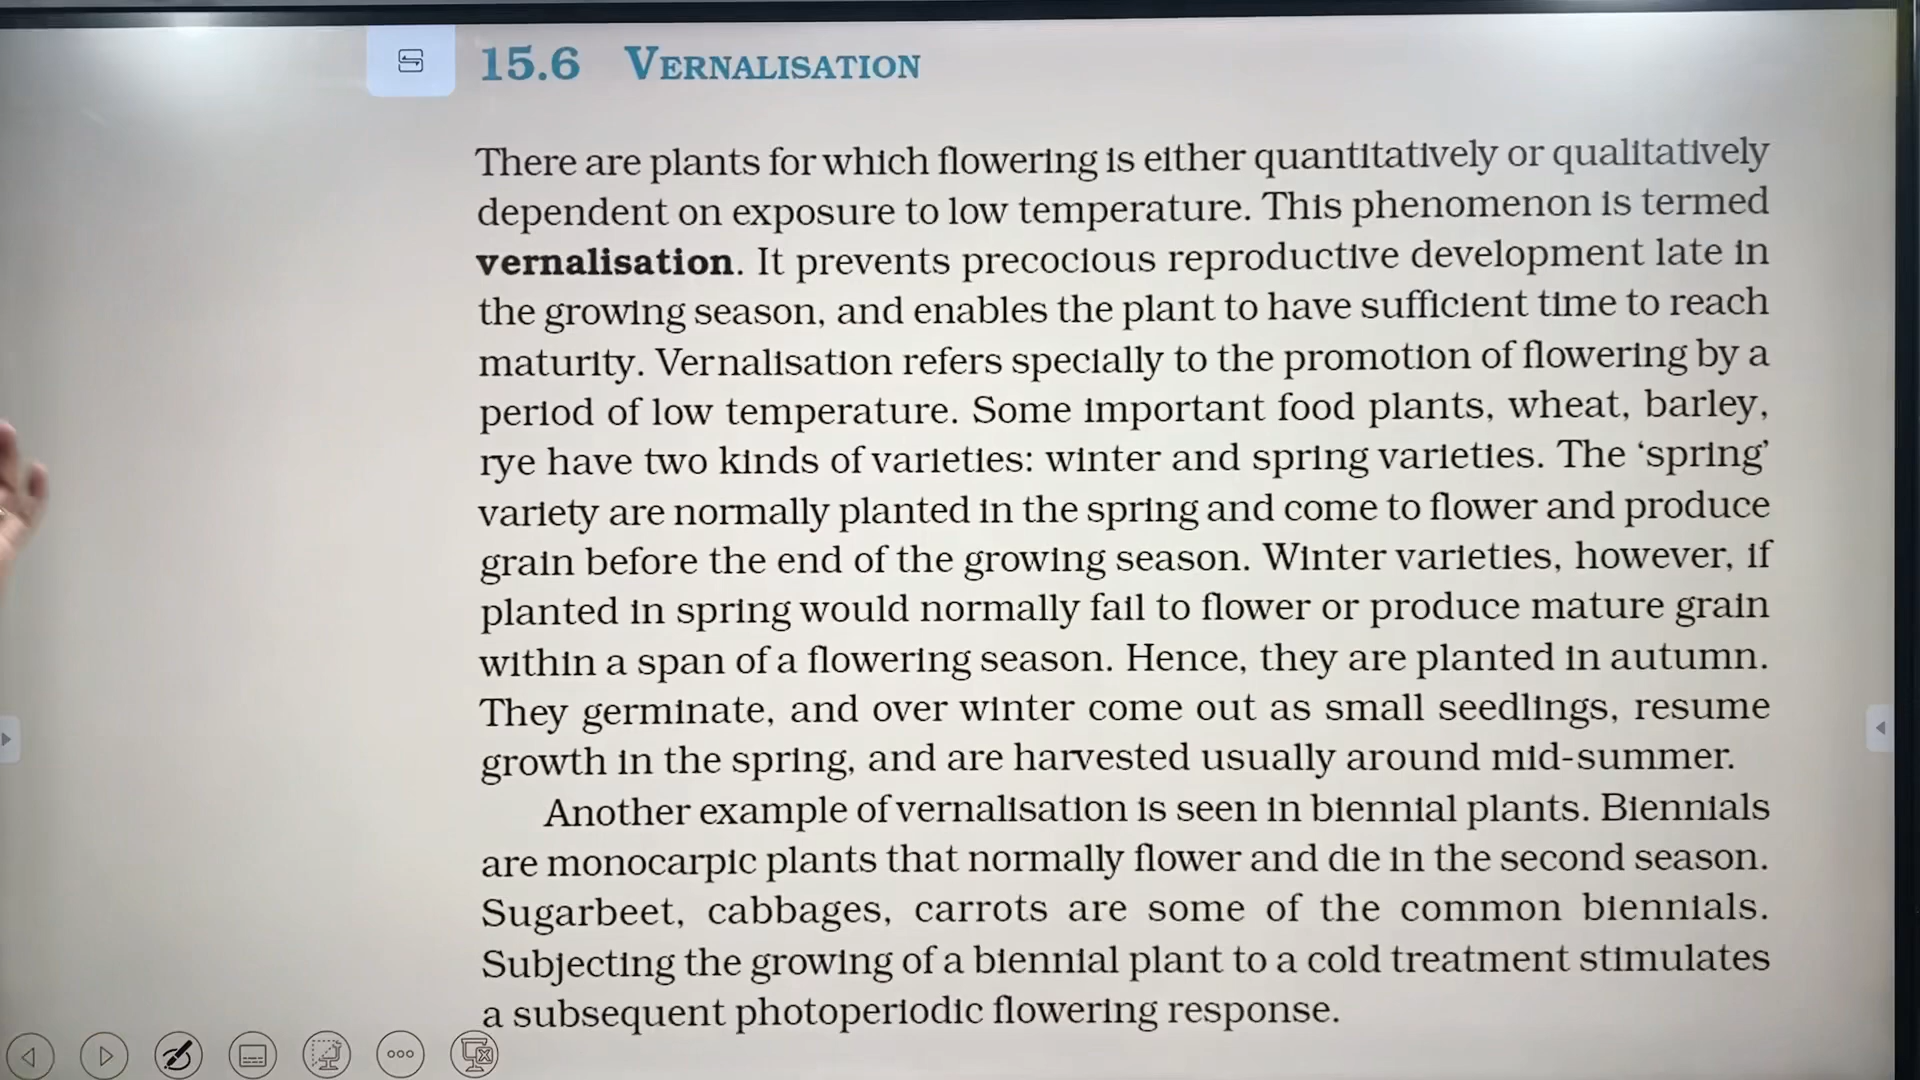 15.6 VERNALISATION
There are plants for which flowering is either quantitatively or qualitatively
dependent on exposure to low temperature. This phenomenon is termed
vernalisation. It prevents precocious reproductive development late in
the growing season, and enables the plant to have sufficient time to reach
maturity. Vernalisation refers specially to the promotion of flowering by a
period of low temperature. Some important food plants, wheat, barley,
rye have two kinds of varieties: winter and spring varieties. The ‘spring’
variety are normally planted in the spring and come to flower and produce
grain before the end of the growing season. Winter varieties, however, if
planted in spring would normally fail to flower or produce mature grain
within a span of a flowering season. Hence, they are planted in autumn.
They germinate, and over winter come out as small seedlings, resume
growth in the spring, and are harvested usually around mid-summer.
Another example of vernalisation is seen in biennial plants. Biennials
are monocarpic plants that normally flower and die in the second season.
Sugarbeet, cabbages, carrots are some of the common biennials.
Subjecting the growing of a biennial plant to a cold treatment stimulates
a subsequent photoperiodic flowering response.